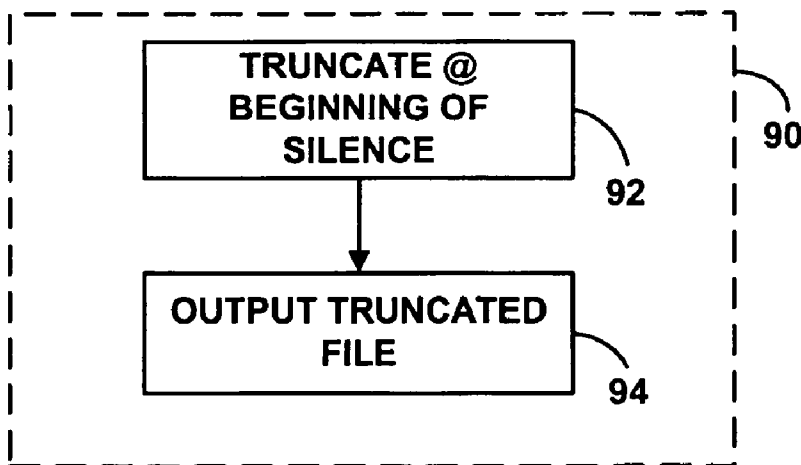 TRUNCATE @
BEGINNING OF
SILENCE
90
92
OUTPUT TRUNCATED
FILE
94